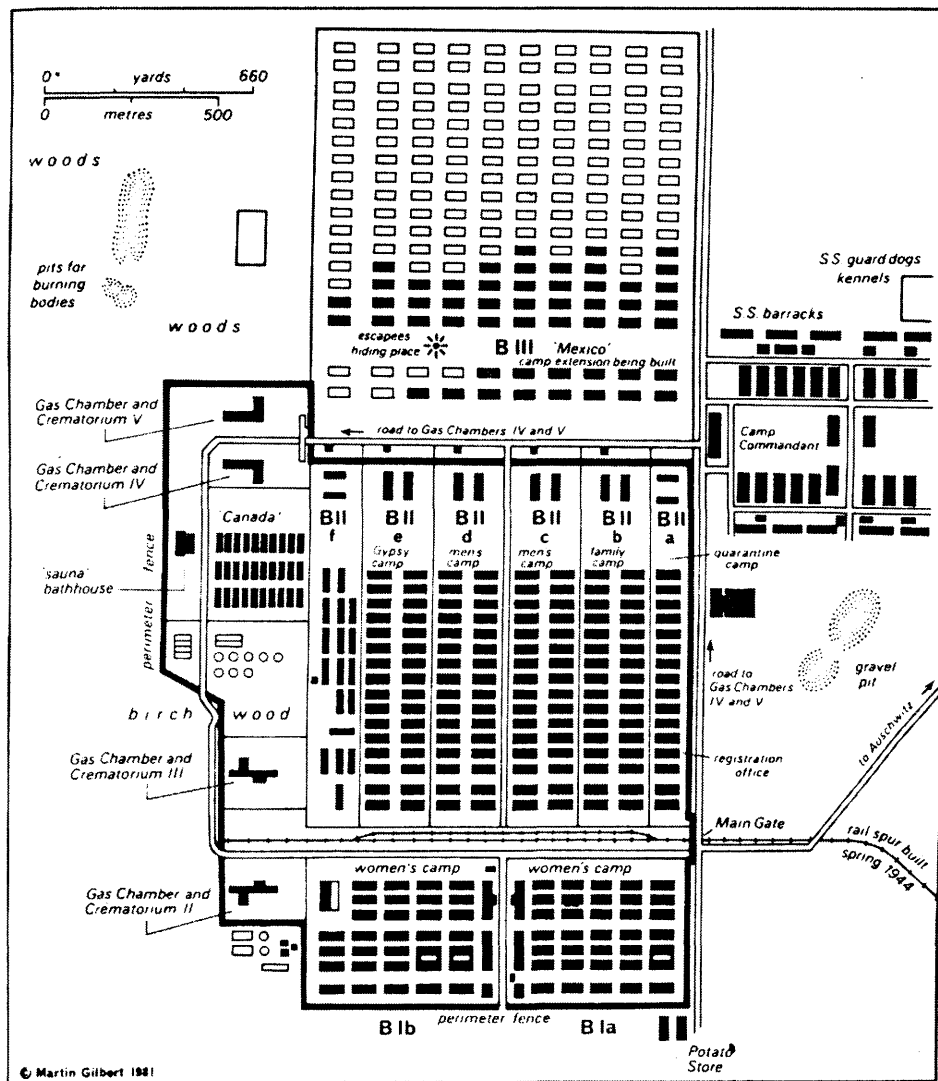 0 yards 660
0 metres 500
woods
woods
pits for
burning
bodies
woods
S.S. guard dogs
kennels
S.S. barracks
escapees
hiding place
B III
'Mexico'
camp extension being built
Gas Chamber and
Crematorium V
road to Gas Chambers IV and V
Camp
Commandant
Gas Chamber and
Crematorium IV
'Canada'
B II
f
B II
e
Gypsy
camp
B II
d
men's
camp
B II
c
men's
camp
B II
b
family
camp
B II
a
quarantine
camp
perimeter fence
'sauna'
bathhouse
gravel
pit
road to
Gas Chambers
IV and V
birch wood
to Auschwitz
Gas Chamber and
Crematorium III
registration
office
Main Gate
rail spur built
spring 1944
women's camp
women's camp
Gas Chamber and
Crematorium II
perimeter fence
B Ib
B Ia
Potato
Store
© Martin Gilbert 1981